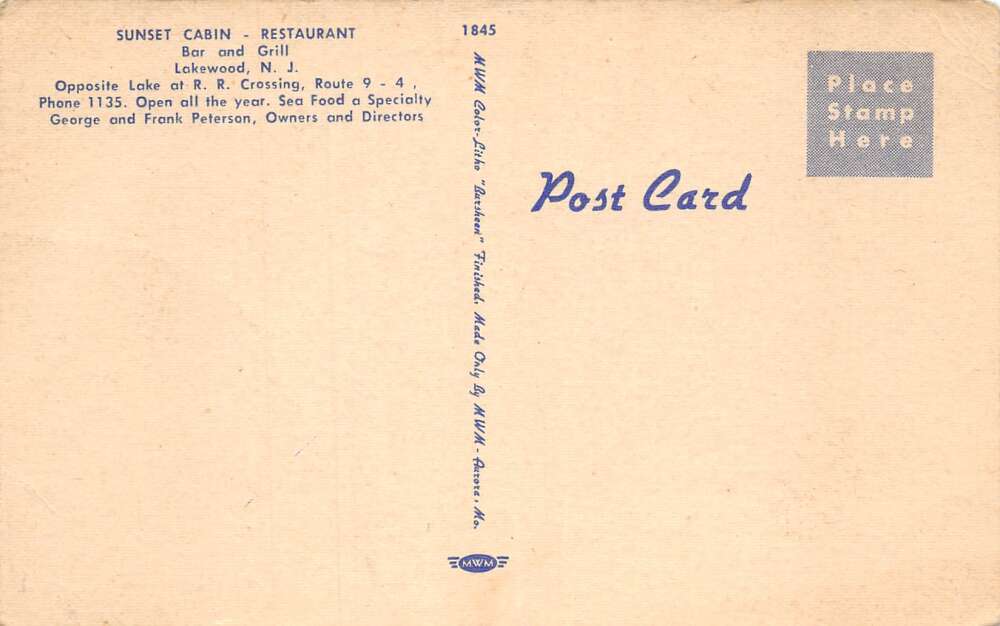 SUNSET CABIN - RESTAURANT
Bar and Grill
Lakewood, N. J.
Opposite Lake at R. R. Crossing, Route 9 - 4 ,
Phone 1135. Open all the year. Sea Food a Specialty
George and Frank Peterson, Owners and Directors
1845
MWM Color-Litho "Barsheen" Finished. Made Only By MWM - Aurora, Mo.
MWM
Post Card
Place
Stamp
Here